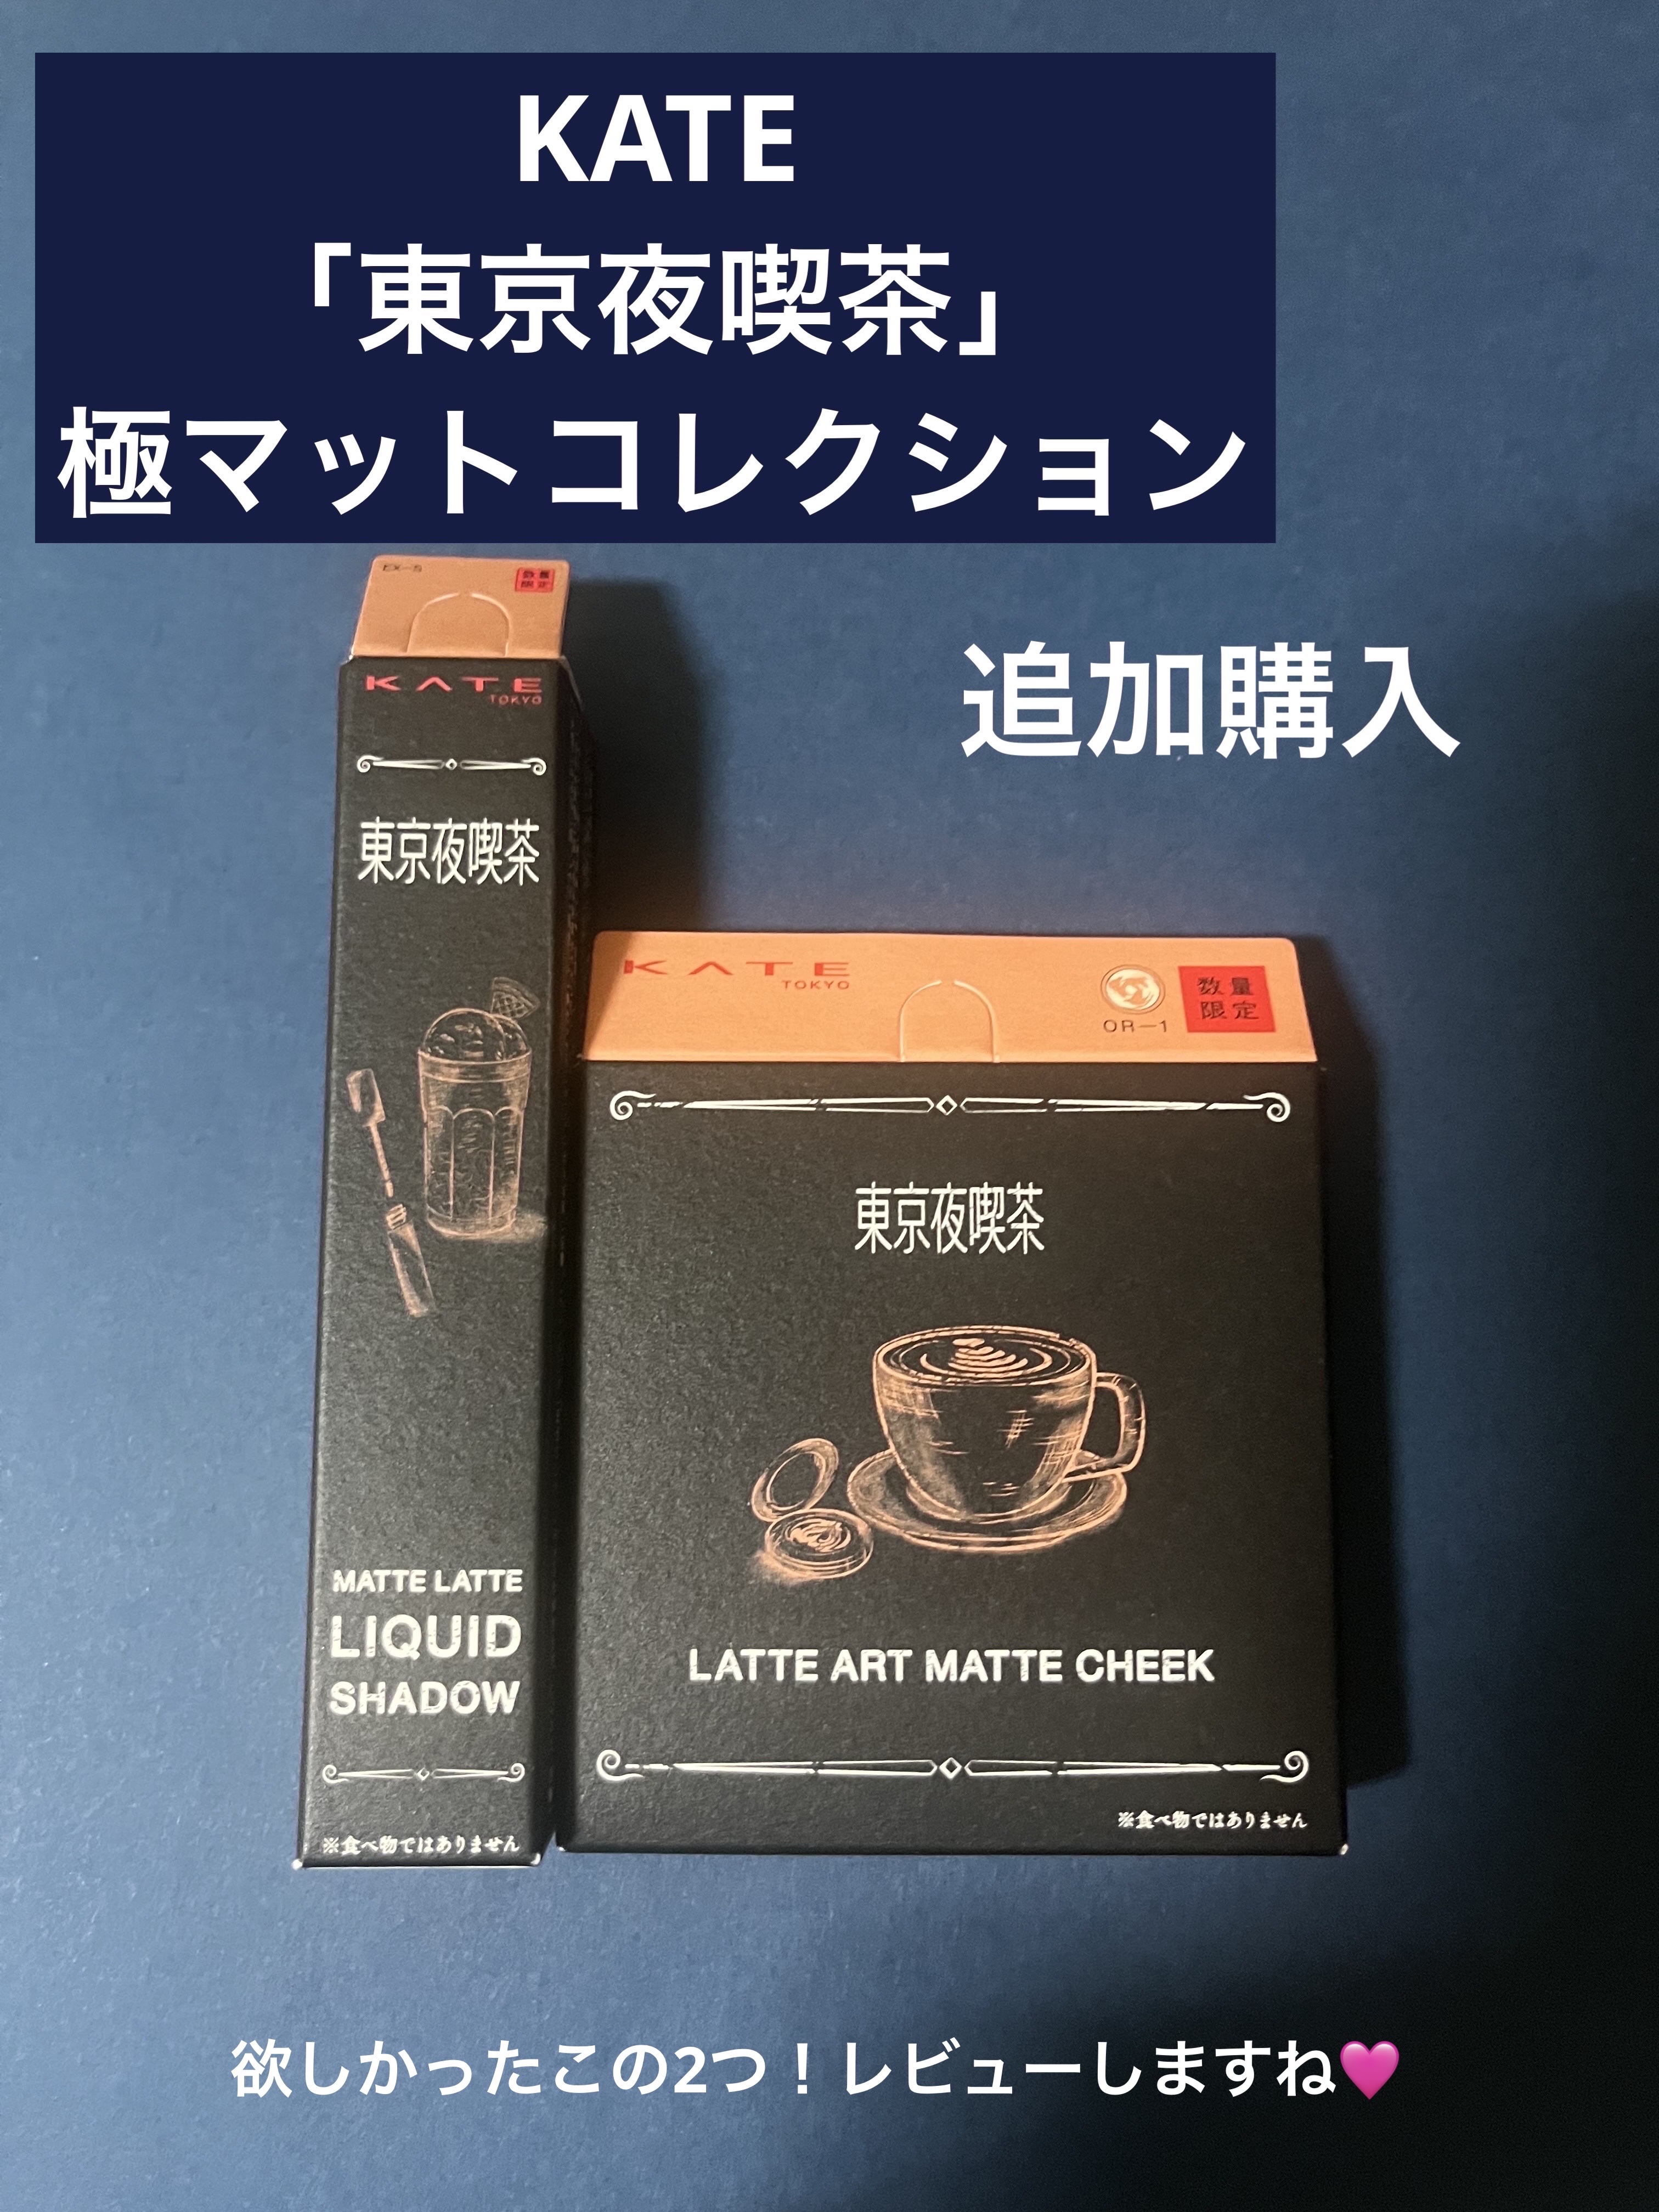 KATE
「東京夜喫茶」
極マットコレクション
追加購入
EX-5
数量
限定
KATE
TOKYO
東京夜喫茶
MATTE LATTE
LIQUID
SHADOW
※食べ物ではありません
KATE
TOKYO
OR-1
数量
限定
東京夜喫茶
LATTE ART MATTE CHEEK
※食べ物ではありません
欲しかったこの2つ！レビューしますね🩷